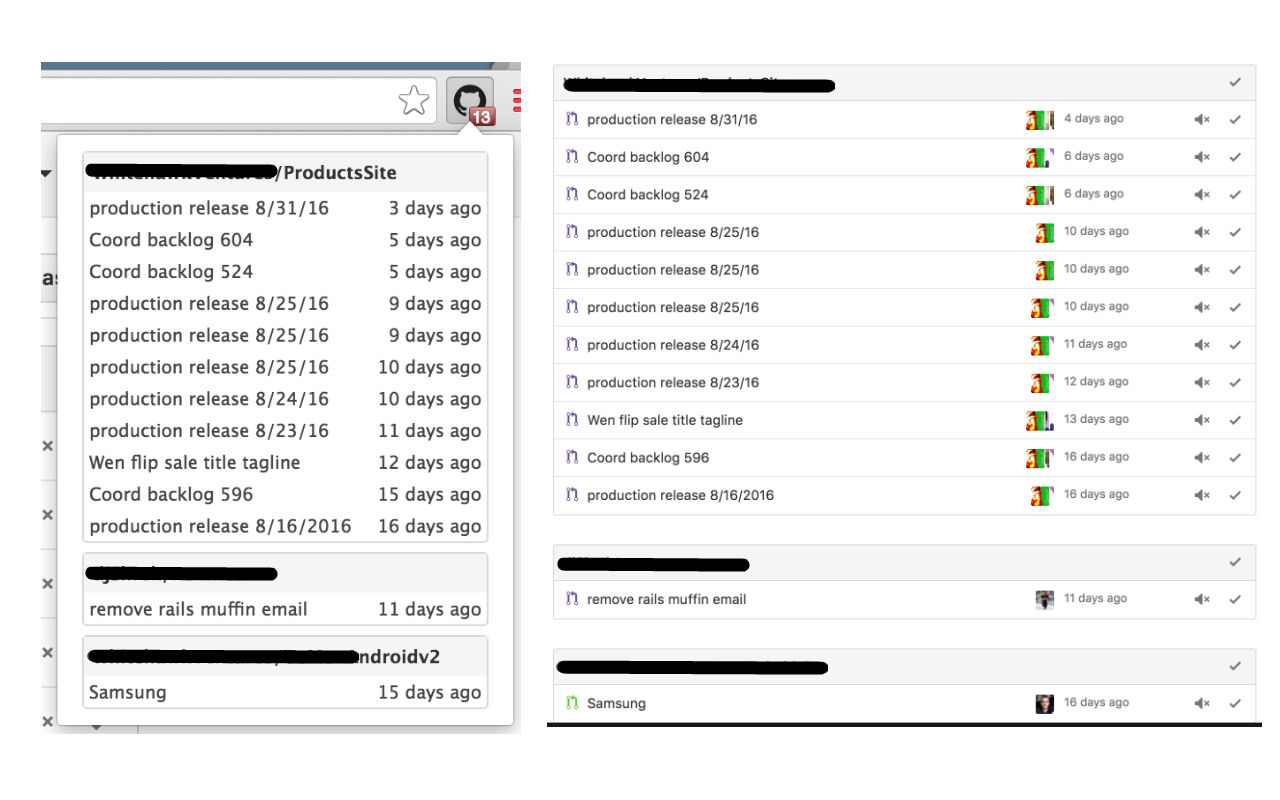 13
/ProductsSite
production release 8/31/16 3 days ago
Coord backlog 604 5 days ago
Coord backlog 524 5 days ago
production release 8/25/16 9 days ago
production release 8/25/16 9 days ago
production release 8/25/16 10 days ago
production release 8/24/16 10 days ago
production release 8/23/16 11 days ago
Wen flip sale title tagline 12 days ago
Coord backlog 596 15 days ago
production release 8/16/2016 16 days ago
remove rails muffin email 11 days ago
ndroidv2
Samsung 15 days ago
as
production release 8/31/16 4 days ago
Coord backlog 604 6 days ago
Coord backlog 524 6 days ago
production release 8/25/16 10 days ago
production release 8/25/16 10 days ago
production release 8/25/16 10 days ago
production release 8/24/16 11 days ago
production release 8/23/16 12 days ago
Wen flip sale title tagline 13 days ago
Coord backlog 596 16 days ago
production release 8/16/2016 16 days ago
remove rails muffin email 11 days ago
Samsung 16 days ago